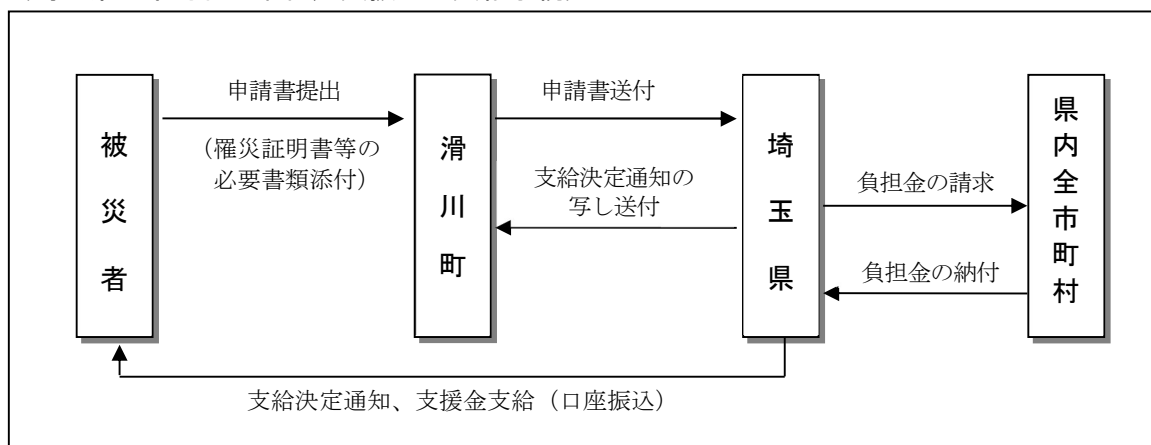 申請書提出
(罹災証明書等の
必要書類添付)
被災者
滑川町
申請書送付
支給決定通知の
写し送付
埼玉県
負担金の請求
負担金の納付
県内全市町村
支給決定通知、支援金支給(口座振込)